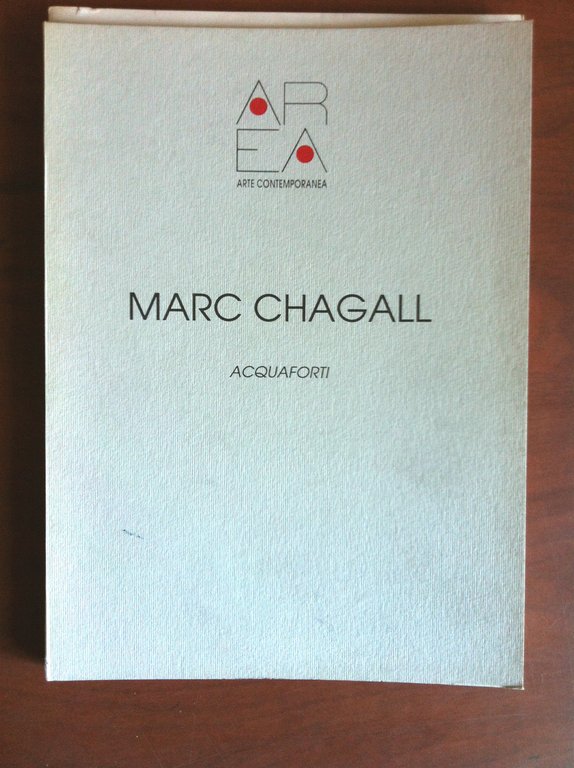 AR
EA
ARTE CONTEMPORANEA
MARC CHAGALL
ACQUAFORTI